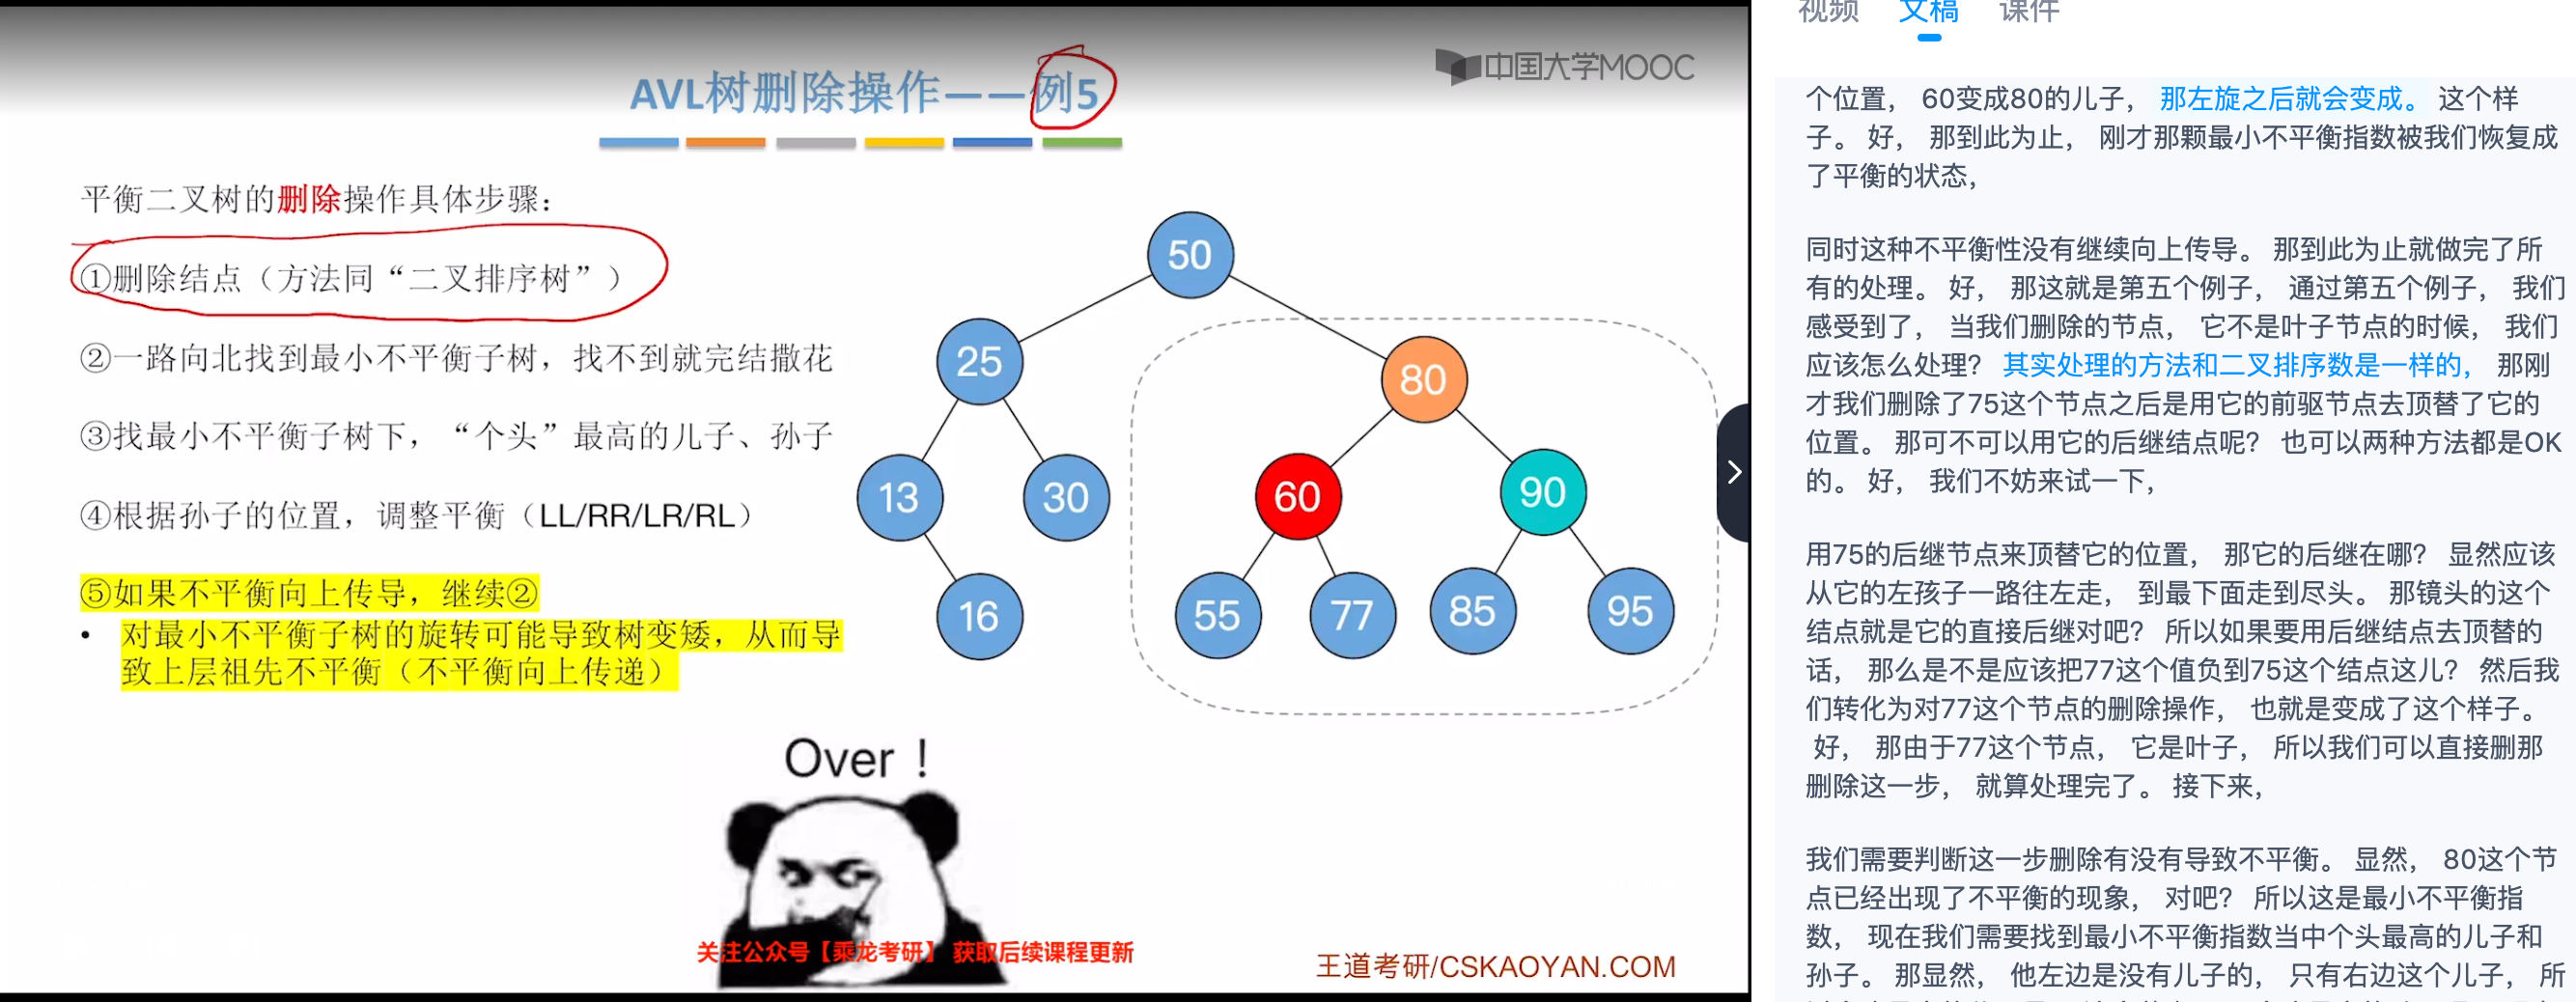 中国大学MOOC
AVL树删除操作——例5
平衡二叉树的删除操作具体步骤：
①删除结点（方法同“二叉排序树”）
②一路向北找到最小不平衡子树，找不到就完结撒花
③找最小不平衡子树下，“个头”最高的儿子、孙子
④根据孙子的位置，调整平衡（LL/RR/LR/RL）
⑤如果不平衡向上传导，继续②
• 对最小不平衡子树的旋转可能导致树变矮，从而导
致上层祖先不平衡（不平衡向上传递）
50
25
80
13
30
60
90
16
55
77
85
95
Over！
关注公众号【乘龙考研】 获取后续课程更新
王道考研/CSKAOYAN.COM
视频 文稿 课件
个位置， 60变成80的儿子， 那左旋之后就会变成。 这个样
子。 好， 那到此为止， 刚才那颗最小不平衡指数被我们恢复成
了平衡的状态，
同时这种不平衡性没有继续向上传导。 那到此为止就做完了所
有的处理。 好， 那这就是第五个例子， 通过第五个例子， 我们
感受到了， 当我们删除的节点， 它不是叶子节点的时候， 我们
应该怎么处理？ 其实处理的方法和二叉排序数是一样的， 那刚
才我们删除了75这个节点之后是用它的前驱节点去顶替了它的
位置。 那可不可以用它的后继结点呢？ 也可以两种方法都是OK
的。 好， 我们不妨来试一下，
用75的后继节点来顶替它的位置， 那它的后继在哪？ 显然应该
从它的左孩子一路往左走， 到最下面走到尽头。 那镜头的这个
结点就是它的直接后继对吧？ 所以如果要用后继结点去顶替的
话， 那么是不是应该把77这个值负到75这个结点这儿？ 然后我
们转化为对77这个节点的删除操作， 也就是变成了这个样子。
好， 那由于77这个节点， 它是叶子， 所以我们可以直接删那
删除这一步， 就算处理完了。 接下来，
我们需要判断这一步删除有没有导致不平衡。 显然， 80这个节
点已经出现了不平衡的现象， 对吧？ 所以这是最小不平衡指
数， 现在我们需要找到最小不平衡指数当中个头最高的儿子和
孙子。 那显然， 他左边是没有儿子的， 只有右边这个儿子， 所